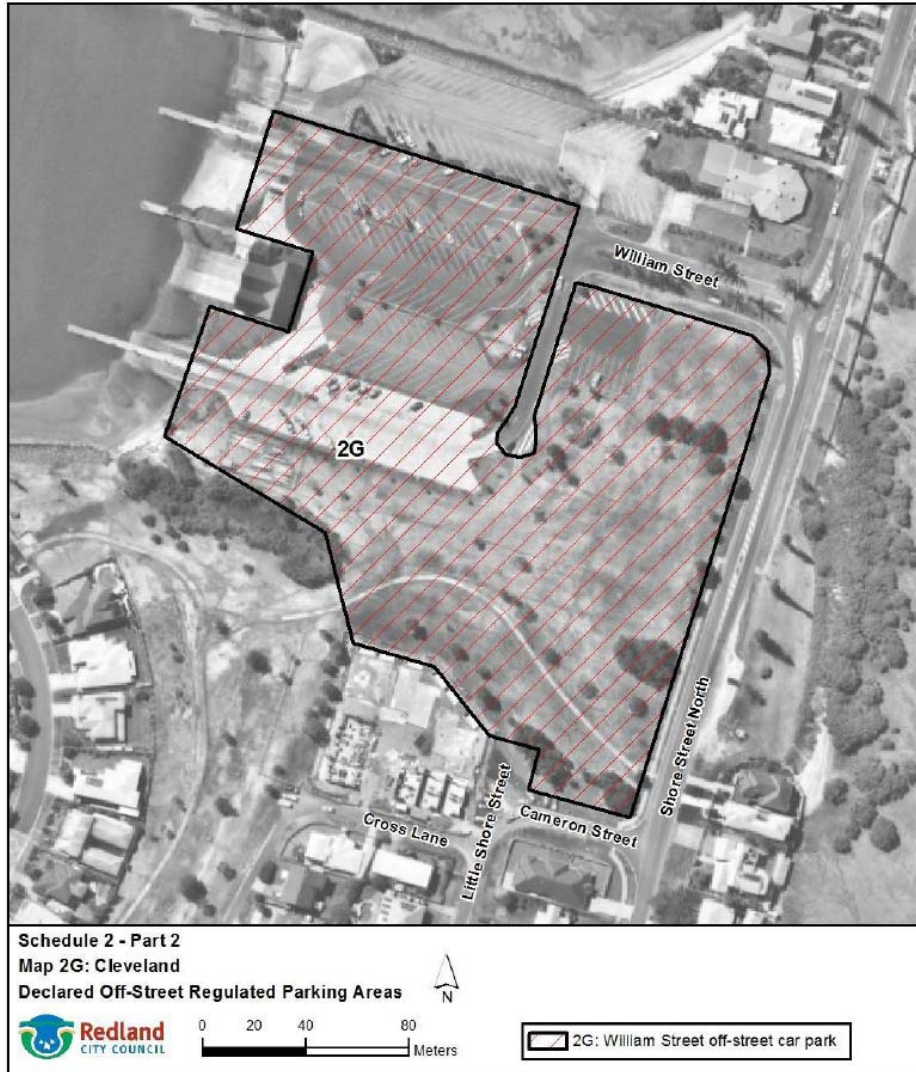 William Street
2G
Shore Street North
Little Shore Street
Cameron Street
Cross Lane
Schedule 2 - Part 2
Map 2G: Cleveland
Declared Off-Street Regulated Parking Areas
N
Redland
CITY COUNCIL
0 20 40 80
Meters
2G: William Street off-street car park